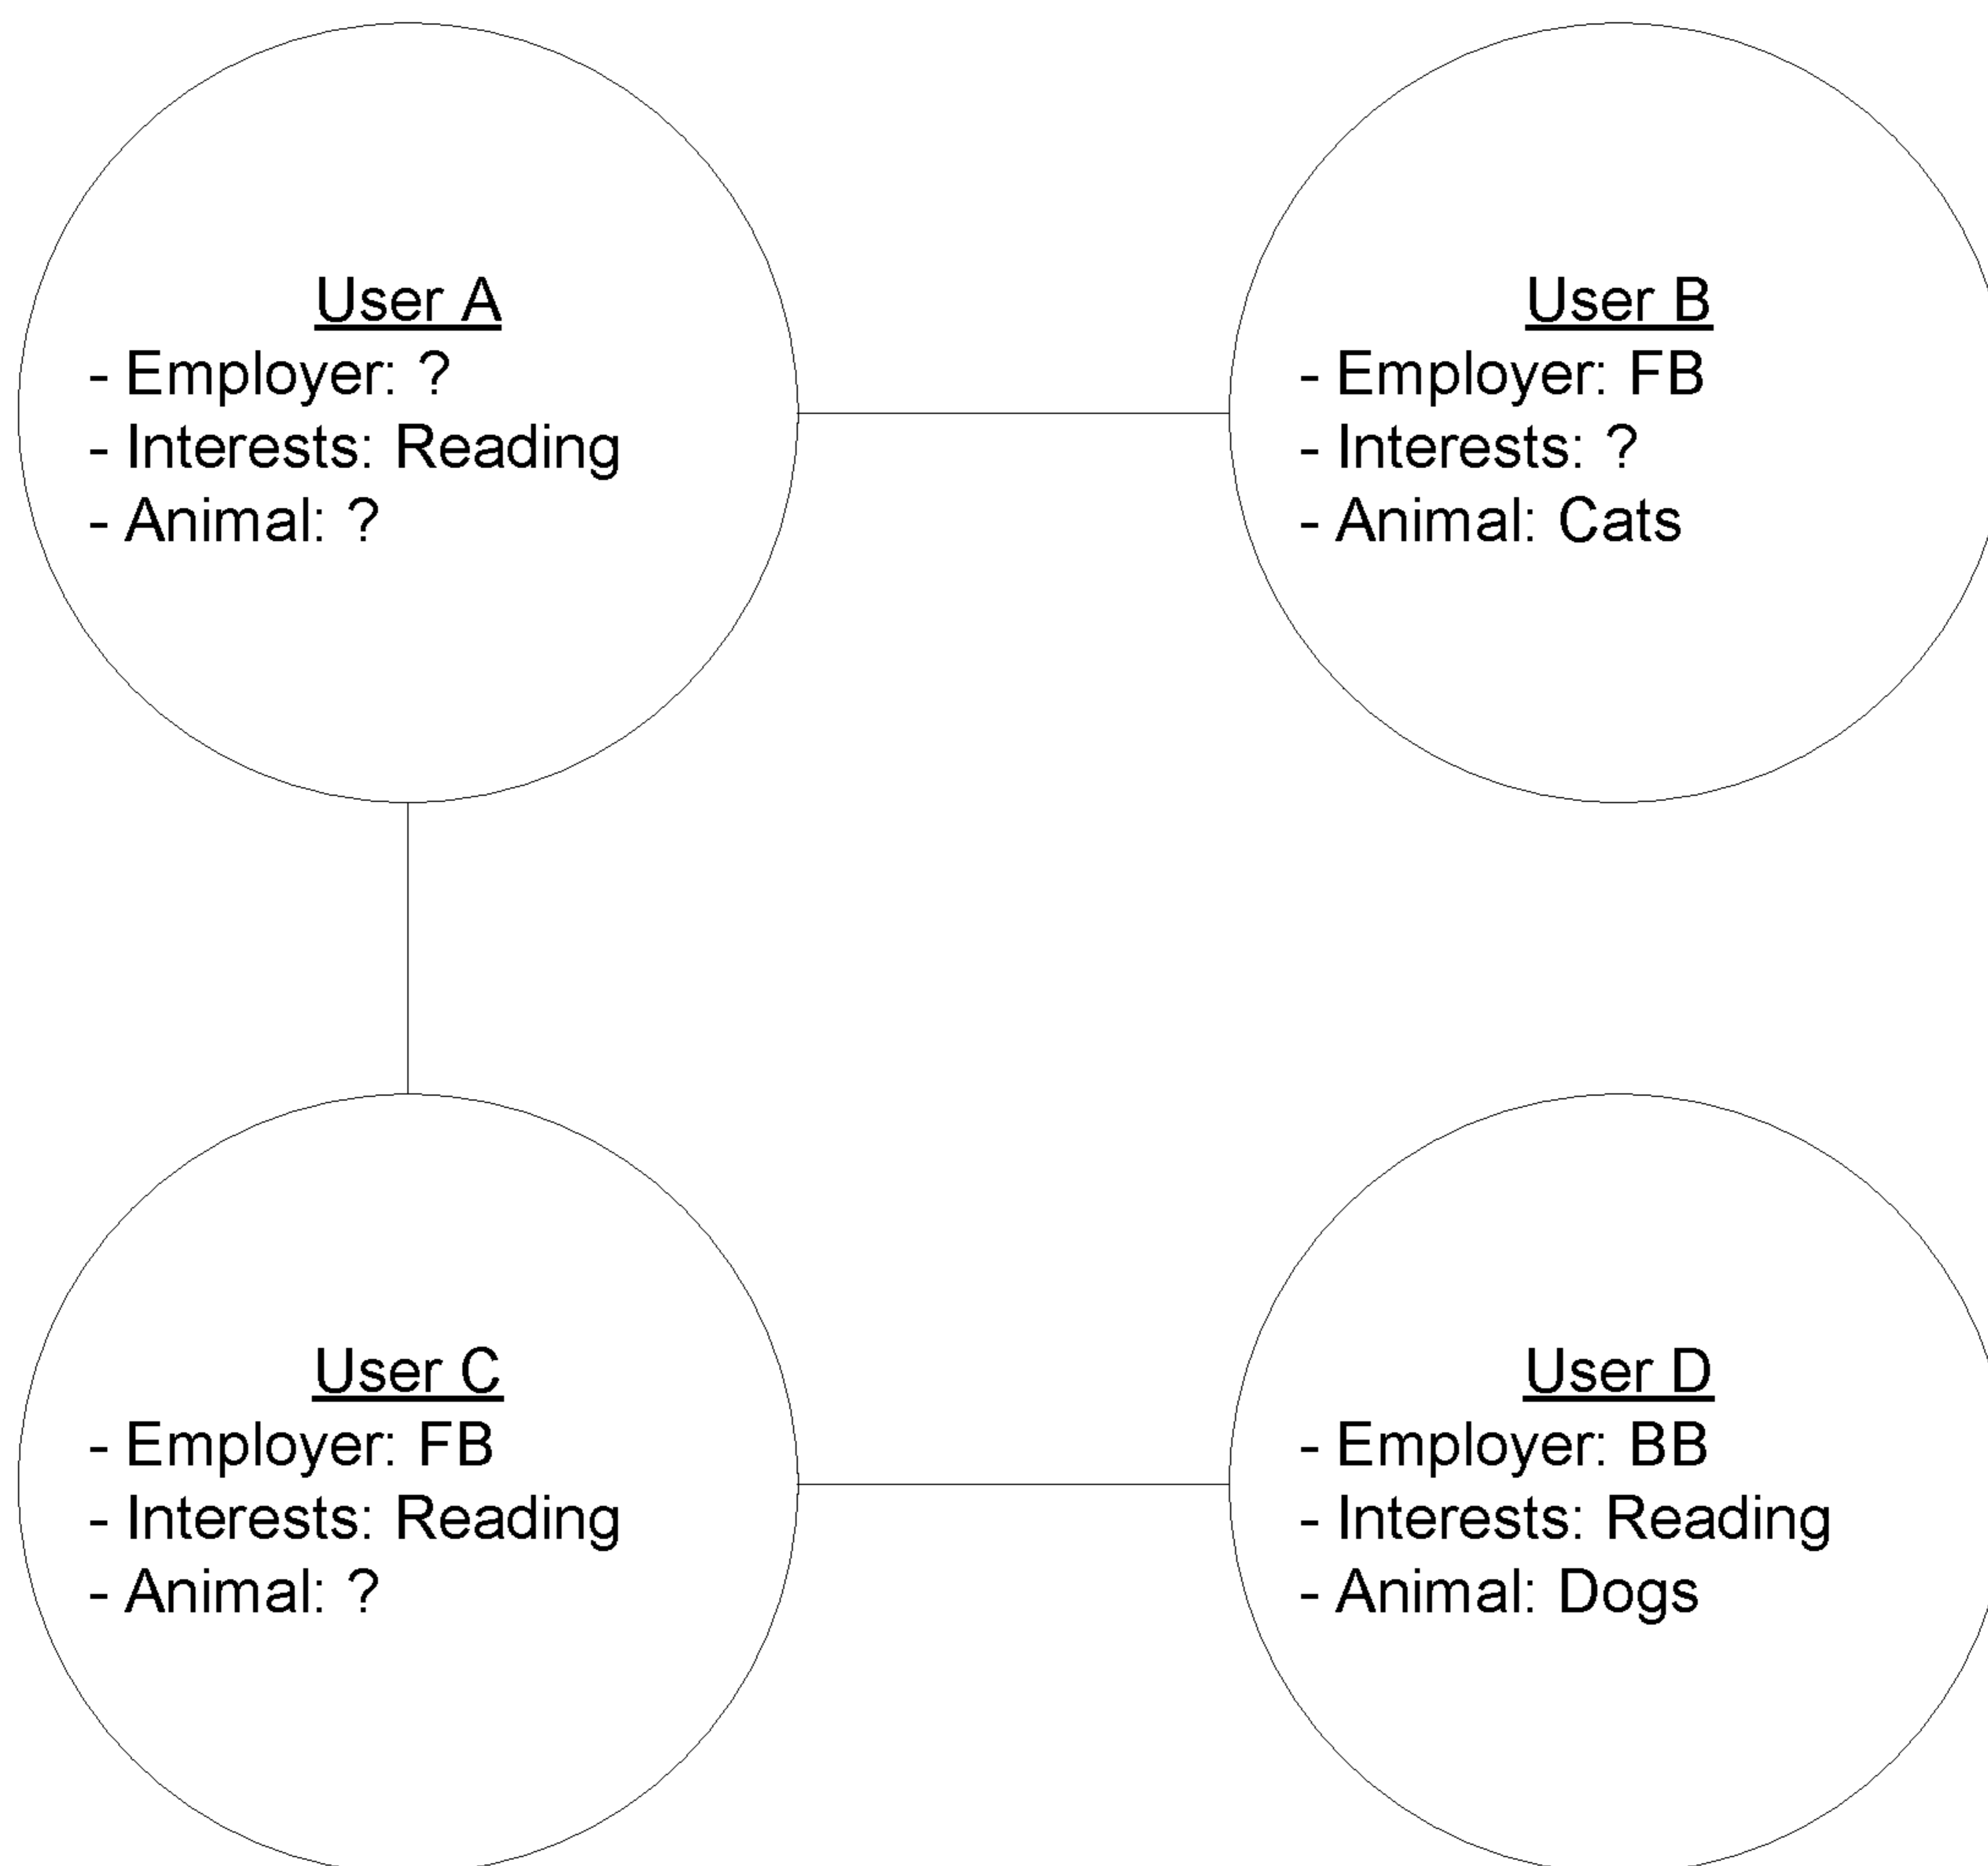 User A
- Employer: ?
- Interests: Reading
- Animal: ?
User B
- Employer: FB
- Interests: ?
- Animal: Cats
User C
- Employer: FB
- Interests: Reading
- Animal: ?
User D
- Employer: BB
- Interests: Reading
- Animal: Dogs